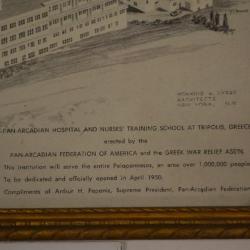 ARCHITECTS
NEW YORK, N.Y.
PAN-ARCADIAN HOSPITAL AND NURSES' TRAINING SCHOOL AT TRIPOLIS, GREECE
erected by the
PAN-ARCADIAN FEDERATION OF AMERICA and the GREEK WAR RELIEF ASS'N.
This institution will serve the entire Peloponnesus, an area over 1,000,000 people
To be dedicated and officially opened in April 1950.
Compliments of Arthur H. Peponis, Supreme President, Pan-Arcadian Federation